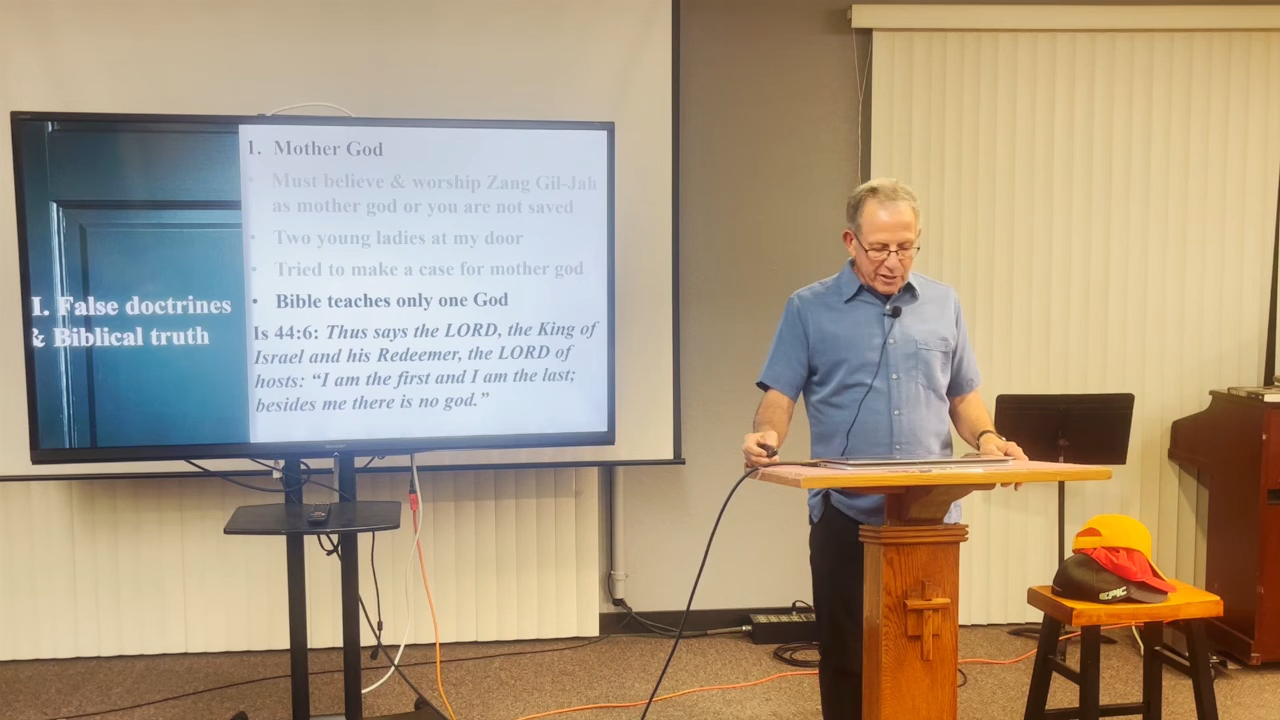 I. False doctrines
& Biblical truth
1. Mother God
• Must believe & worship Zang Gil-Jah
as mother god or you are not saved
• Two young ladies at my door
• Tried to make a case for mother god
• Bible teaches only one God
Is 44:6: Thus says the LORD, the King of
Israel and his Redeemer, the LORD of
hosts: “I am the first and I am the last;
besides me there is no god.”
EPIC